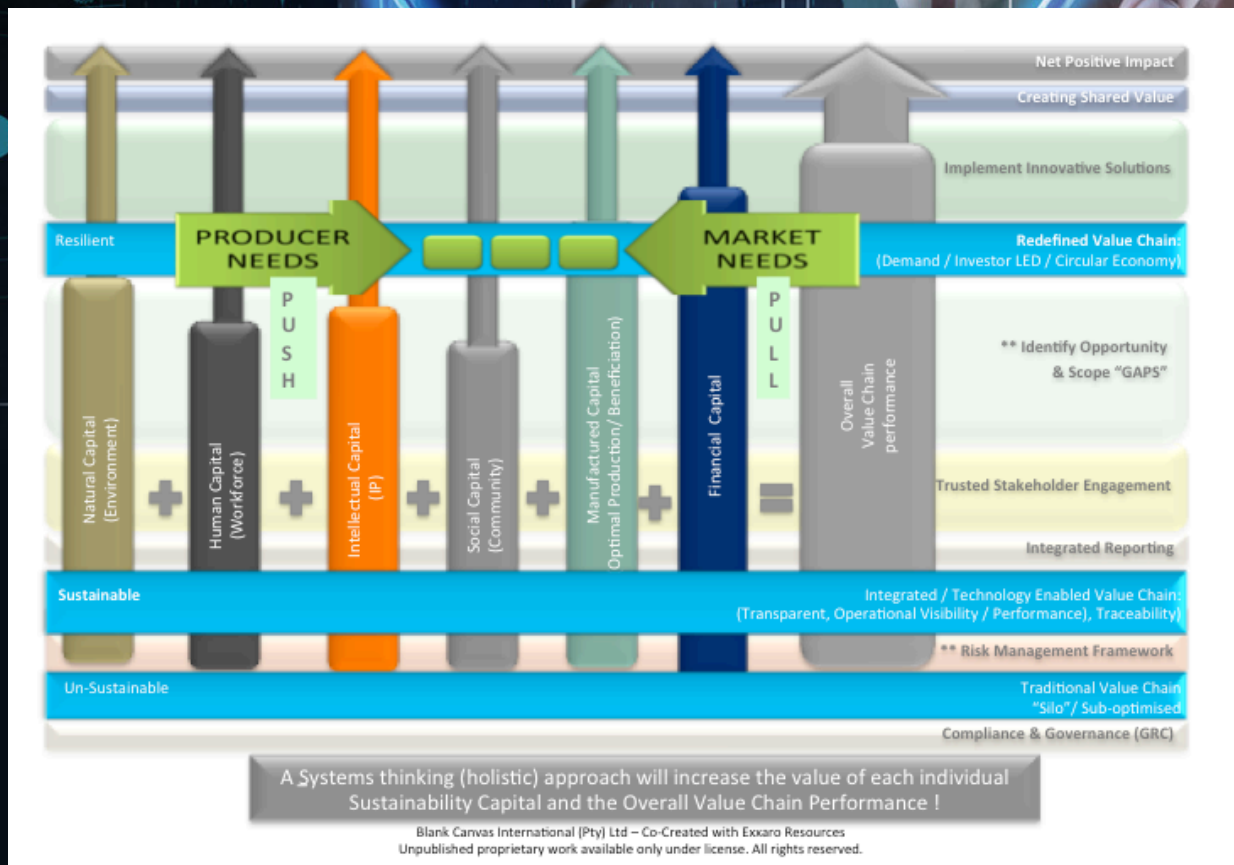 Net Positive Impact
Creating Shared Value
Implement Innovative Solutions
Resilient
PRODUCER
NEEDS
MARKET
NEEDS
Redefined Value Chain:
(Demand / Investor LED / Circular Economy)
P
U
S
H
P
U
L
L
** Identify Opportunity
& Scope “GAPS”
Natural Capital
(Environment)
Human Capital
(Workforce)
Intellectual Capital
(IP)
Social Capital
(Community)
Manufactured Capital
Optimal Production/ Beneficiation)
Financial Capital
Overall
Value Chain
performance
Trusted Stakeholder Engagement
Integrated Reporting
Sustainable
Integrated / Technology Enabled Value Chain:
(Transparent, Operational Visibility / Performance), Traceability)
** Risk Management Framework
Un-Sustainable
Traditional Value Chain
“Silo”/ Sub-optimised
Compliance & Governance (GRC)
A Systems thinking (holistic) approach will increase the value of each individual
Sustainability Capital and the Overall Value Chain Performance !
Blank Canvas International (Pty) Ltd – Co-Created with Exxaro Resources
Unpublished proprietary work available only under license. All rights reserved.